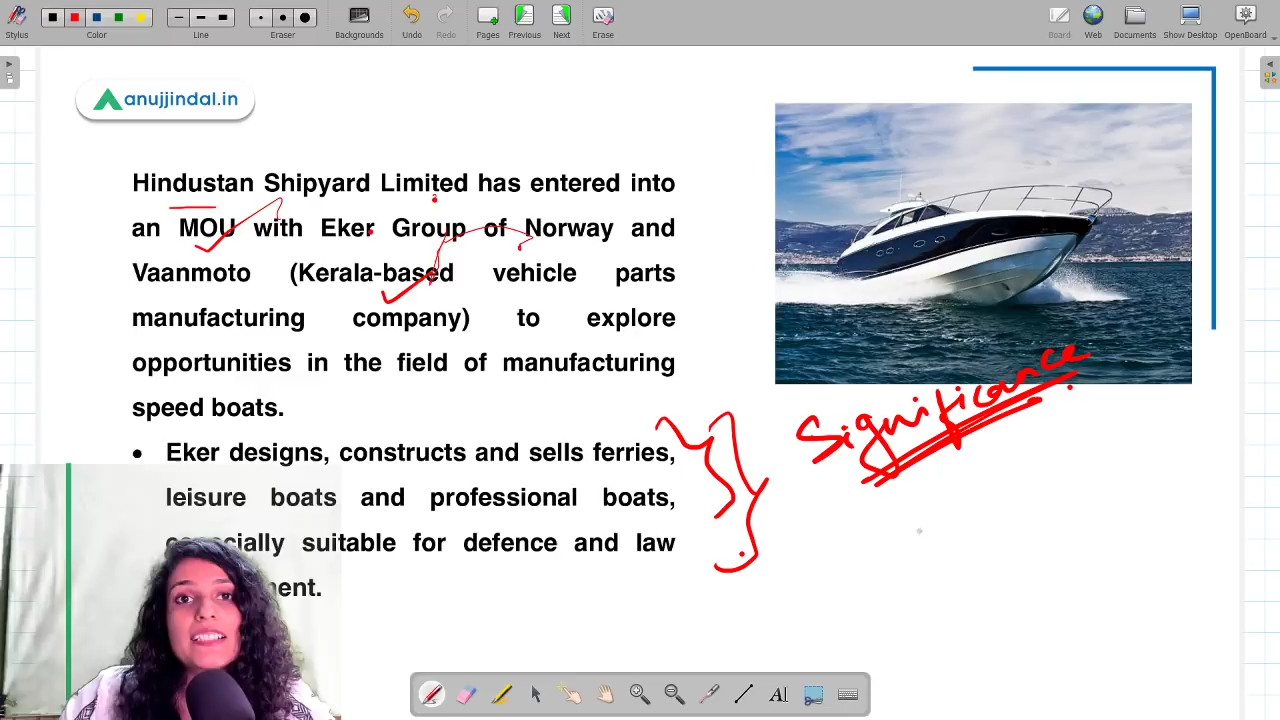 Stylus Color Line Eraser Backgrounds Undo Redo Pages Previous Next Erase Board Web Documents Show Desktop OpenBoard
anujjindal.in
Hindustan Shipyard Limited has entered into
an MOU with Eker Group of Norway and
Vaanmoto (Kerala-based vehicle parts
manufacturing company) to explore
opportunities in the field of manufacturing
speed boats.
• Eker designs, constructs and sells ferries,
leisure boats and professional boats,
suitable for defence and law
Significance